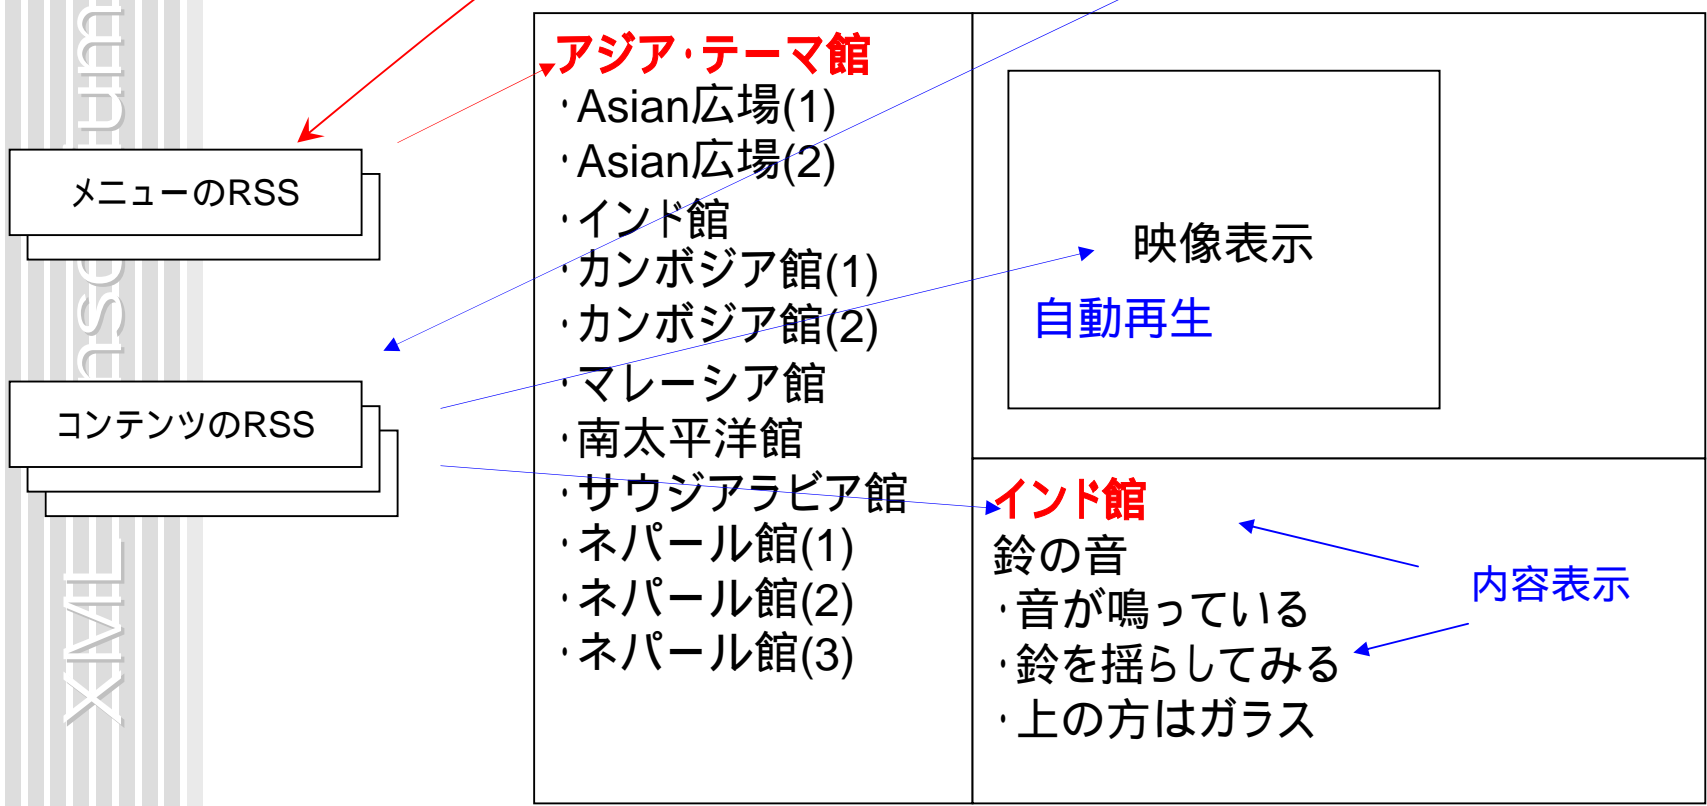 メニューのRSS
コンテンツのRSS
アジア・テーマ館
・Asian広場(1)
・Asian広場(2)
・インド館
・カンボジア館(1)
・カンボジア館(2)
・マレーシア館
・南太平洋館
・サウジアラビア館
・ネパール館(1)
・ネパール館(2)
・ネパール館(3)
映像表示
自動再生
インド館
鈴の音
・音が鳴っている
・鈴を揺らしてみる
・上の方はガラス
内容表示
XML